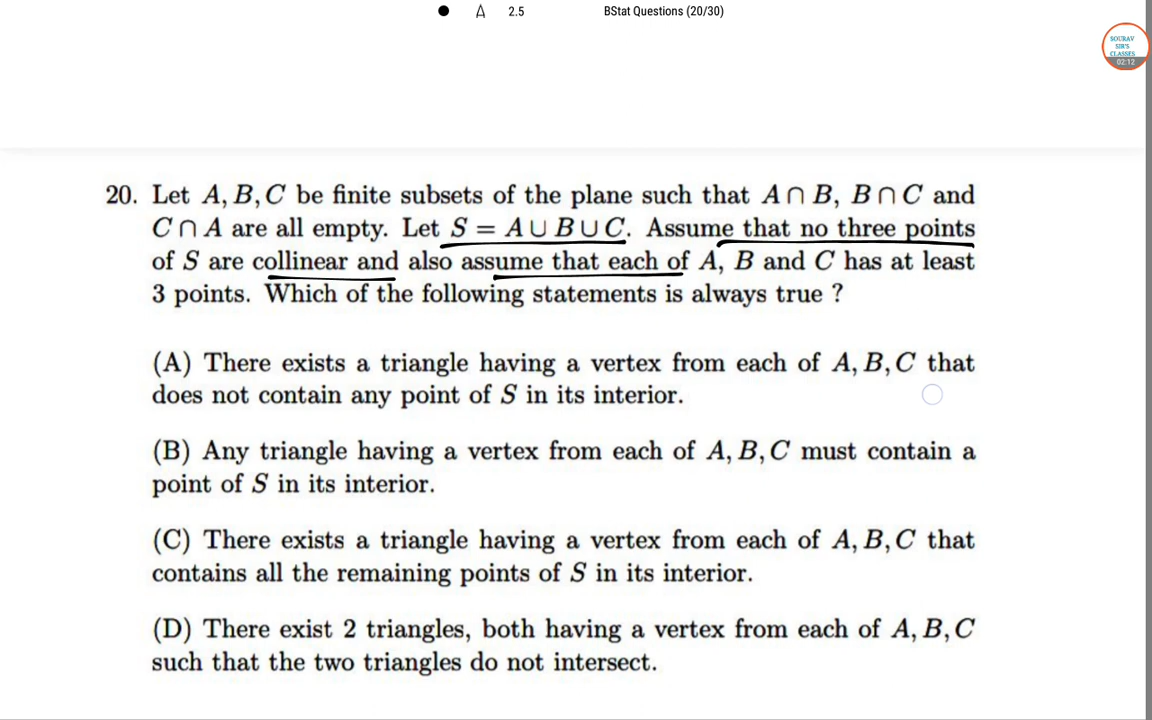 A 2.5 BStat Questions (20/30)
SOURAV
SIR'S
CLASSES
02:12
20. Let A, B, C be finite subsets of the plane such that A ∩ B, B ∩ C and
C ∩ A are all empty. Let S = A ∪ B ∪ C. Assume that no three points
of S are collinear and also assume that each of A, B and C has at least
3 points. Which of the following statements is always true ?
(A) There exists a triangle having a vertex from each of A, B, C that
does not contain any point of S in its interior.
(B) Any triangle having a vertex from each of A, B, C must contain a
point of S in its interior.
(C) There exists a triangle having a vertex from each of A, B, C that
contains all the remaining points of S in its interior.
(D) There exist 2 triangles, both having a vertex from each of A, B, C
such that the two triangles do not intersect.